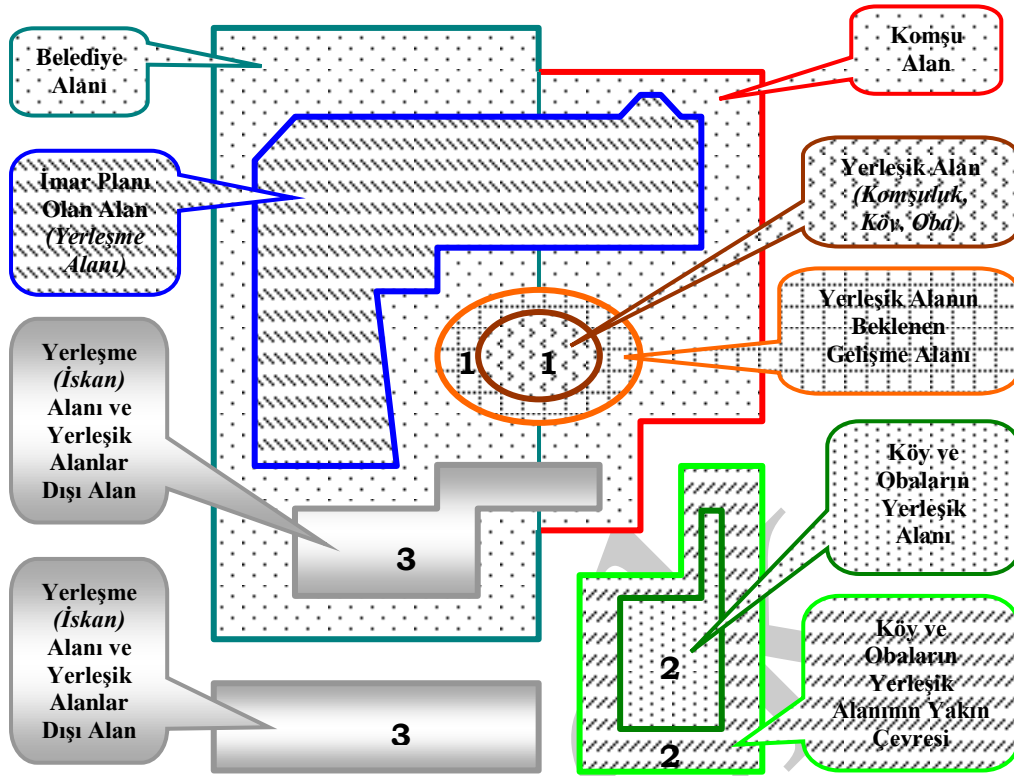 Belediye
Alanı
Komşu
Alan
İmar Planı
Olan Alan
(Yerleşme
Alanı)
Yerleşik Alan
(Komşuluk,
Köy, Oba)
Yerleşik Alanın
Beklenen
Gelişme Alanı
1
1
Yerleşme
(İskan)
Alanı ve
Yerleşik
Alanlar
Dışı Alan
3
Köy ve
Obaların
Yerleşik
Alanı
2
Yerleşme
(İskan)
Alanı ve
Yerleşik
Alanlar
Dışı Alan
3
Köy ve
Obaların
Yerleşik
Alanının Yakın
Çevresi
2